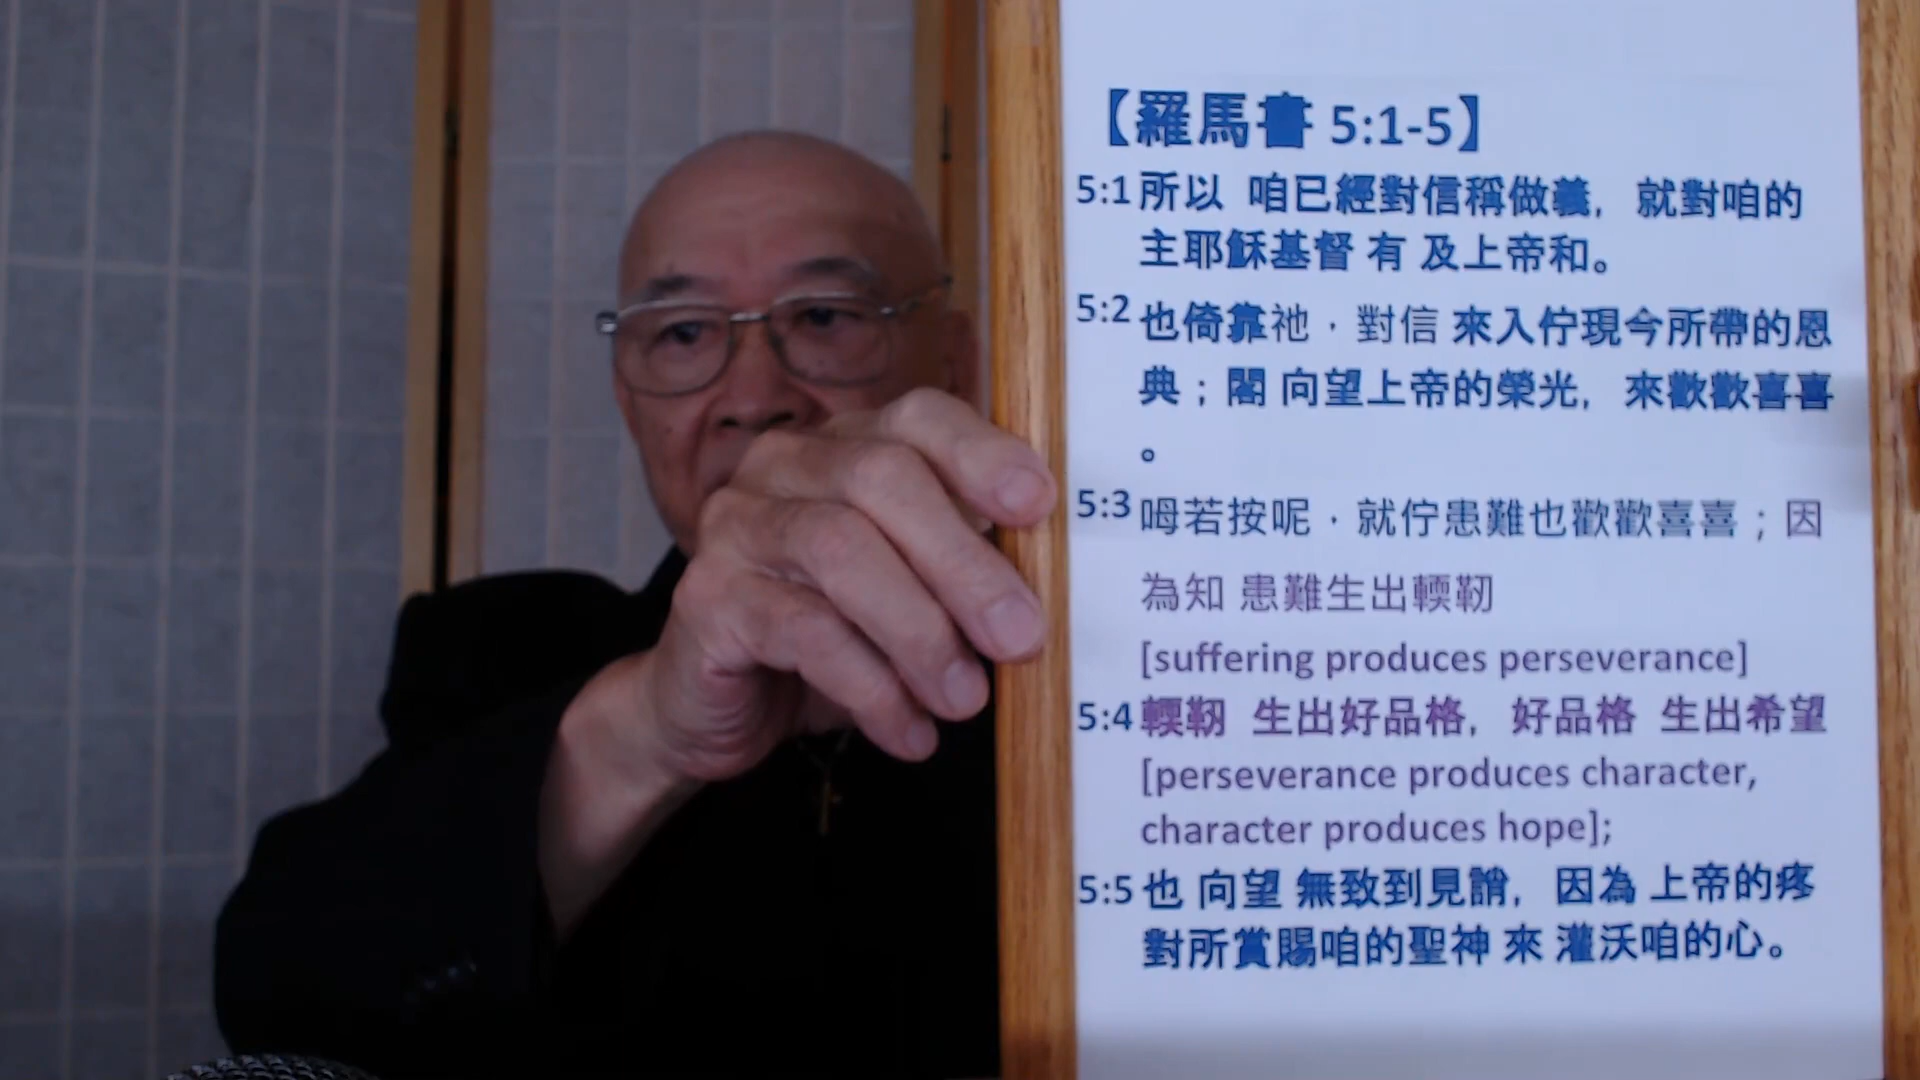 【羅馬書 5:1-5】
5:1 所以 咱已經對信稱做義，就對咱的
主耶穌基督 有 及上帝和。
5:2 也倚靠祂，對信 來入佇現今所帶的恩
典；閣 向望上帝的榮光，來歡歡喜喜
。
5:3 呣若按呢，就佇患難也歡歡喜喜；因
為知 患難生出輭韌
[suffering produces perseverance]
5:4 輭韌 生出好品格，好品格 生出希望
[perseverance produces character,
character produces hope];
5:5 也 向望 無致到見誚，因為 上帝的疼
對所賞賜咱的聖神 來 灌沃咱的心。